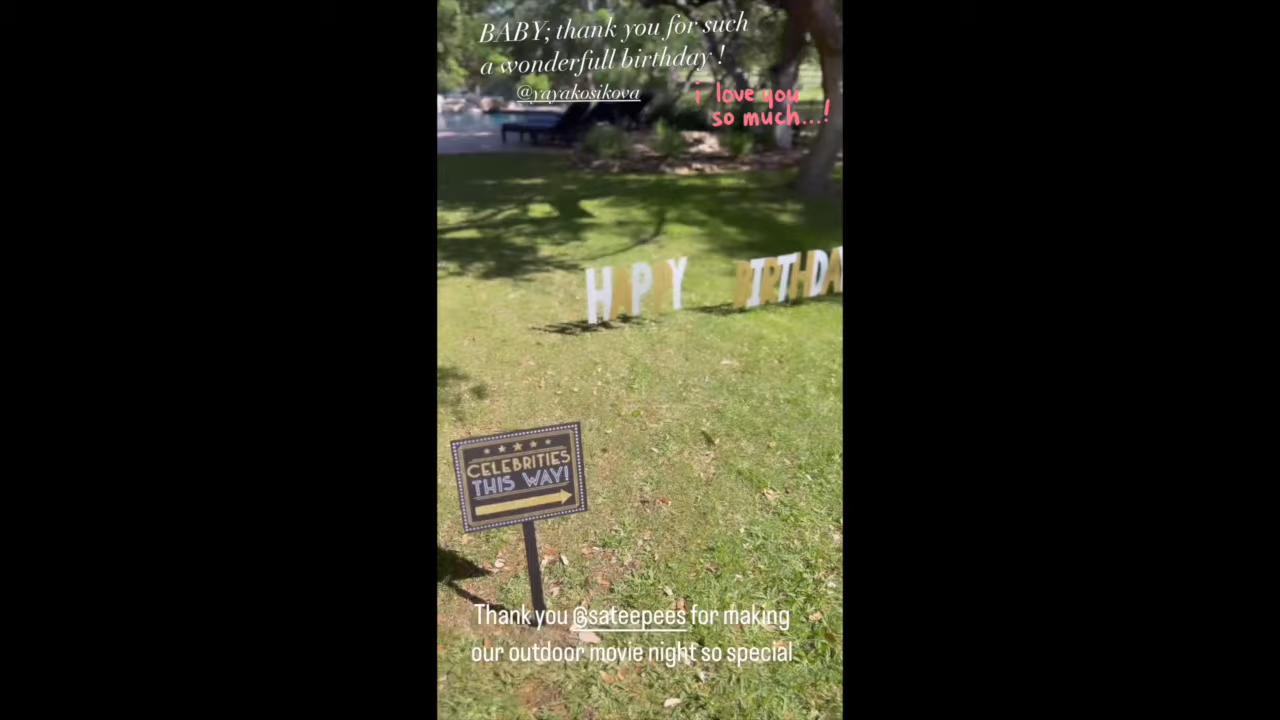 BABY; thank you for such
a wonderfull birthday !
@yayakosikova
i love you
so much...!
HAPPY BIRTHDAY
CELEBRITIES
THIS WAY!
Thank you @sateepees for making
our outdoor movie night so special